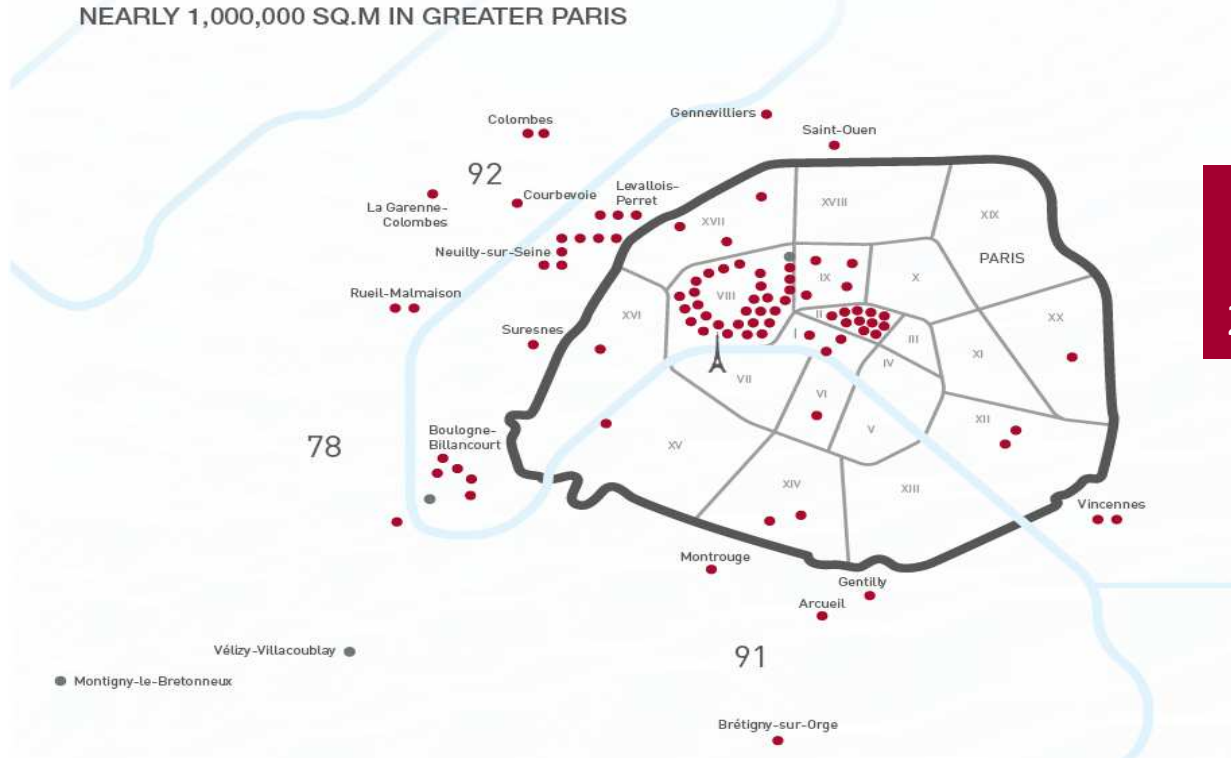 NEARLY 1,000,000 SQ.M IN GREATER PARIS
Gennevilliers
Colombes
Saint-Ouen
92
La Garenne-
Colombes
Courbevoie
Levallois-
Perret
XVII
XVIII
XIX
PARIS
Neuilly-sur-Seine
IX
X
Rueil-Malmaison
VIII
XVI
II
XX
Suresnes
I
III
XI
IV
VII
VI
XII
V
Boulogne-
Billancourt
78
XV
XIV
XIII
Vincennes
Montrouge
Gentilly
Arcueil
Vélizy-Villacoublay
91
Montigny-le-Bretonneux
Brétigny-sur-Orge